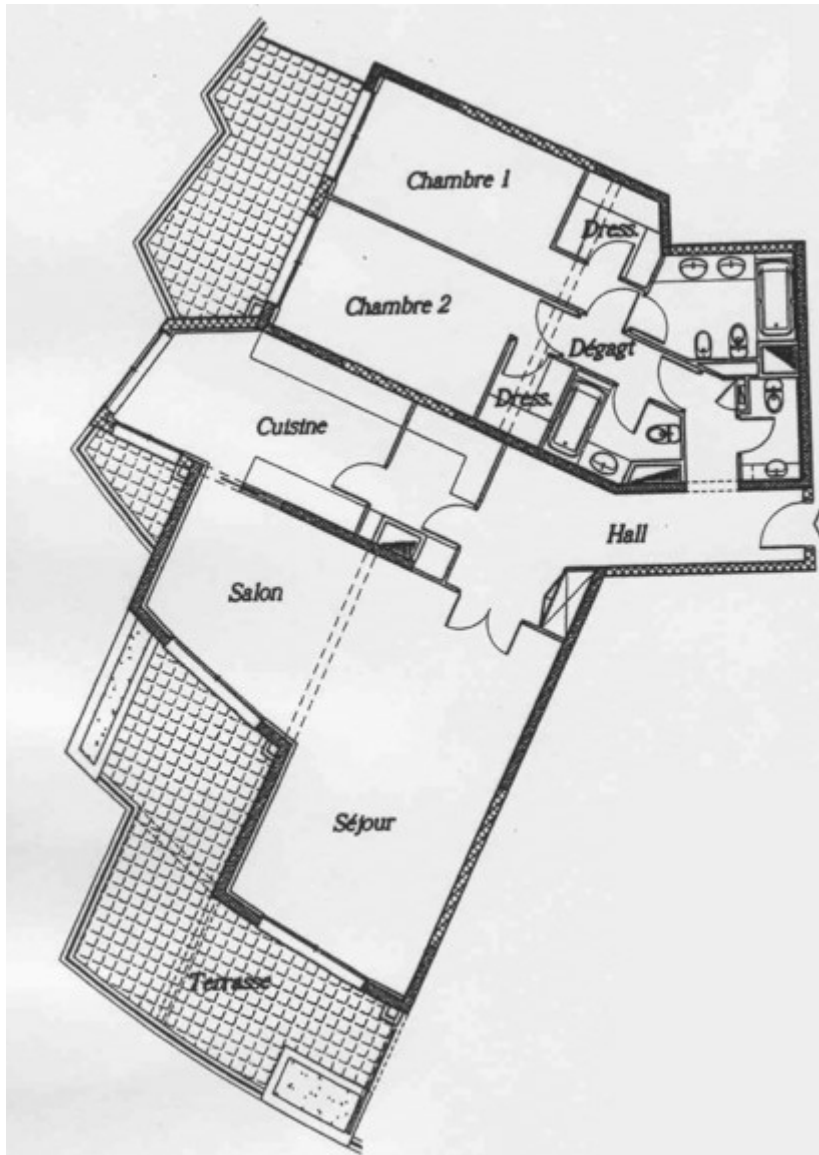 Chambre 1
Dress.
Chambre 2
Dégagt
Dress.
Cuisine
Hall
Salon
Séjour
Terrasse